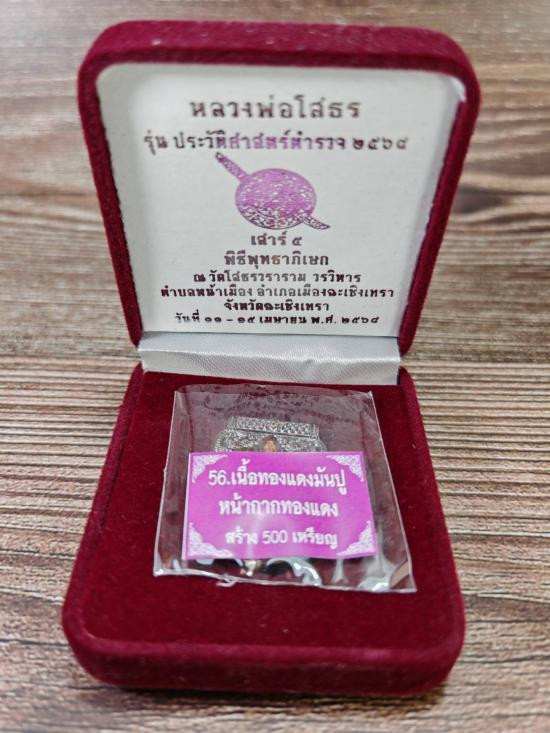 หลวงพ่อโสธร
รุ่น ประวัติศาสตร์ตำรวจ ๒๕๖๘
เสาร์ ๕
พิธีพุทธาภิเษก
ณ วัดโสธรวราราม วรวิหาร
ตำบลหน้าเมือง อำเภอเมืองฉะเชิงเทรา
จังหวัดฉะเชิงเทรา
วันที่ ๑๑ - ๑๕ เมษายน พ.ศ. ๒๕๖๘
56.เนื้อทองแดงมันปู
หน้ากากทองแดง
สร้าง 500 เหรียญ